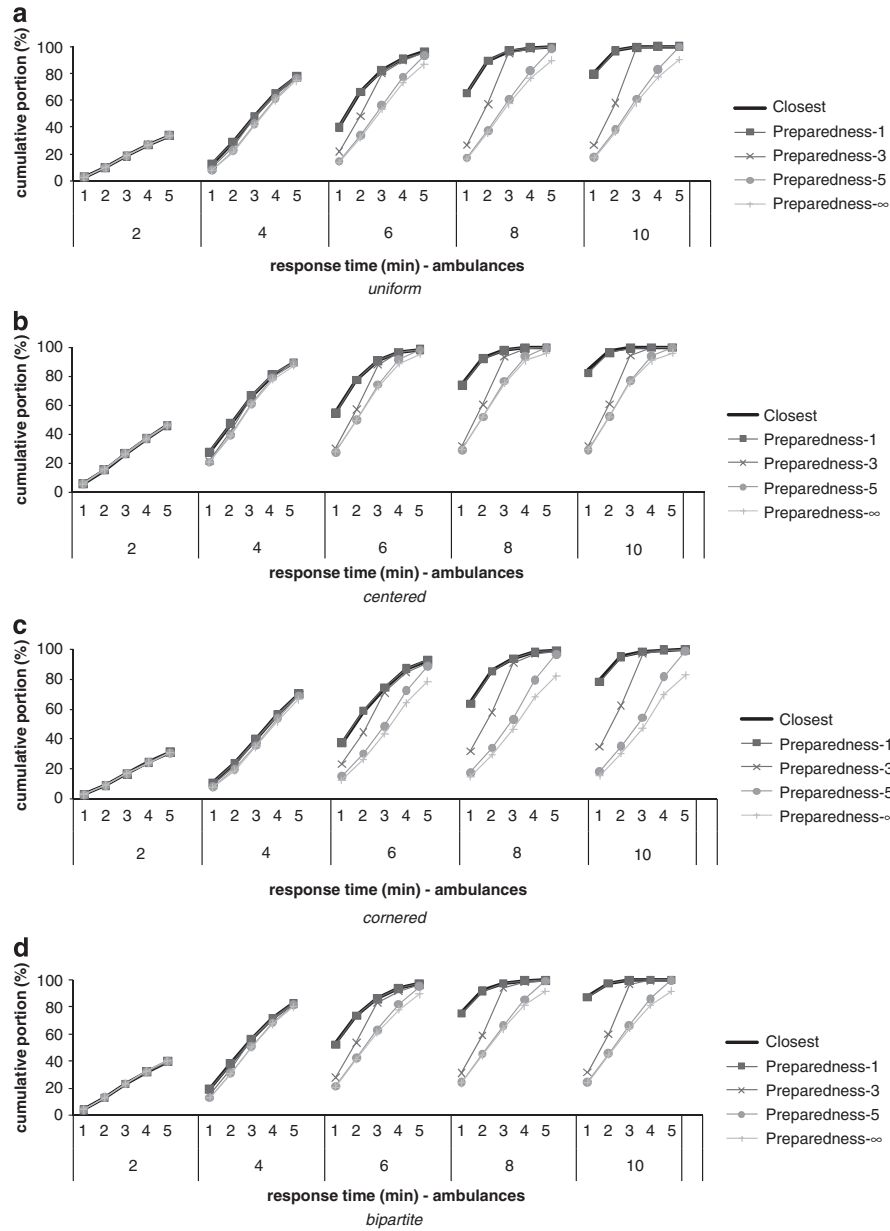 a
cumulative portion (%)
100
80
60
40
20
0
1 2 3 4 5 1 2 3 4 5 1 2 3 4 5 1 2 3 4 5 1 2 3 4 5
2 4 6 8 10
response time (min) - ambulances
uniform
Closest
Preparedness-1
Preparedness-3
Preparedness-5
Preparedness-∞
b
cumulative portion (%)
100
80
60
40
20
0
1 2 3 4 5 1 2 3 4 5 1 2 3 4 5 1 2 3 4 5 1 2 3 4 5
2 4 6 8 10
response time (min) - ambulances
centered
Closest
Preparedness-1
Preparedness-3
Preparedness-5
Preparedness-∞
c
cumulative portion (%)
100
80
60
40
20
0
1 2 3 4 5 1 2 3 4 5 1 2 3 4 5 1 2 3 4 5 1 2 3 4 5
2 4 6 8 10
response time (min) - ambulances
cornered
Closest
Preparedness-1
Preparedness-3
Preparedness-5
Preparedness-∞
d
cumulative portion (%)
100
80
60
40
20
0
1 2 3 4 5 1 2 3 4 5 1 2 3 4 5 1 2 3 4 5 1 2 3 4 5
2 4 6 8 10
response time (min) - ambulances
bipartite
Closest
Preparedness-1
Preparedness-3
Preparedness-5
Preparedness-∞